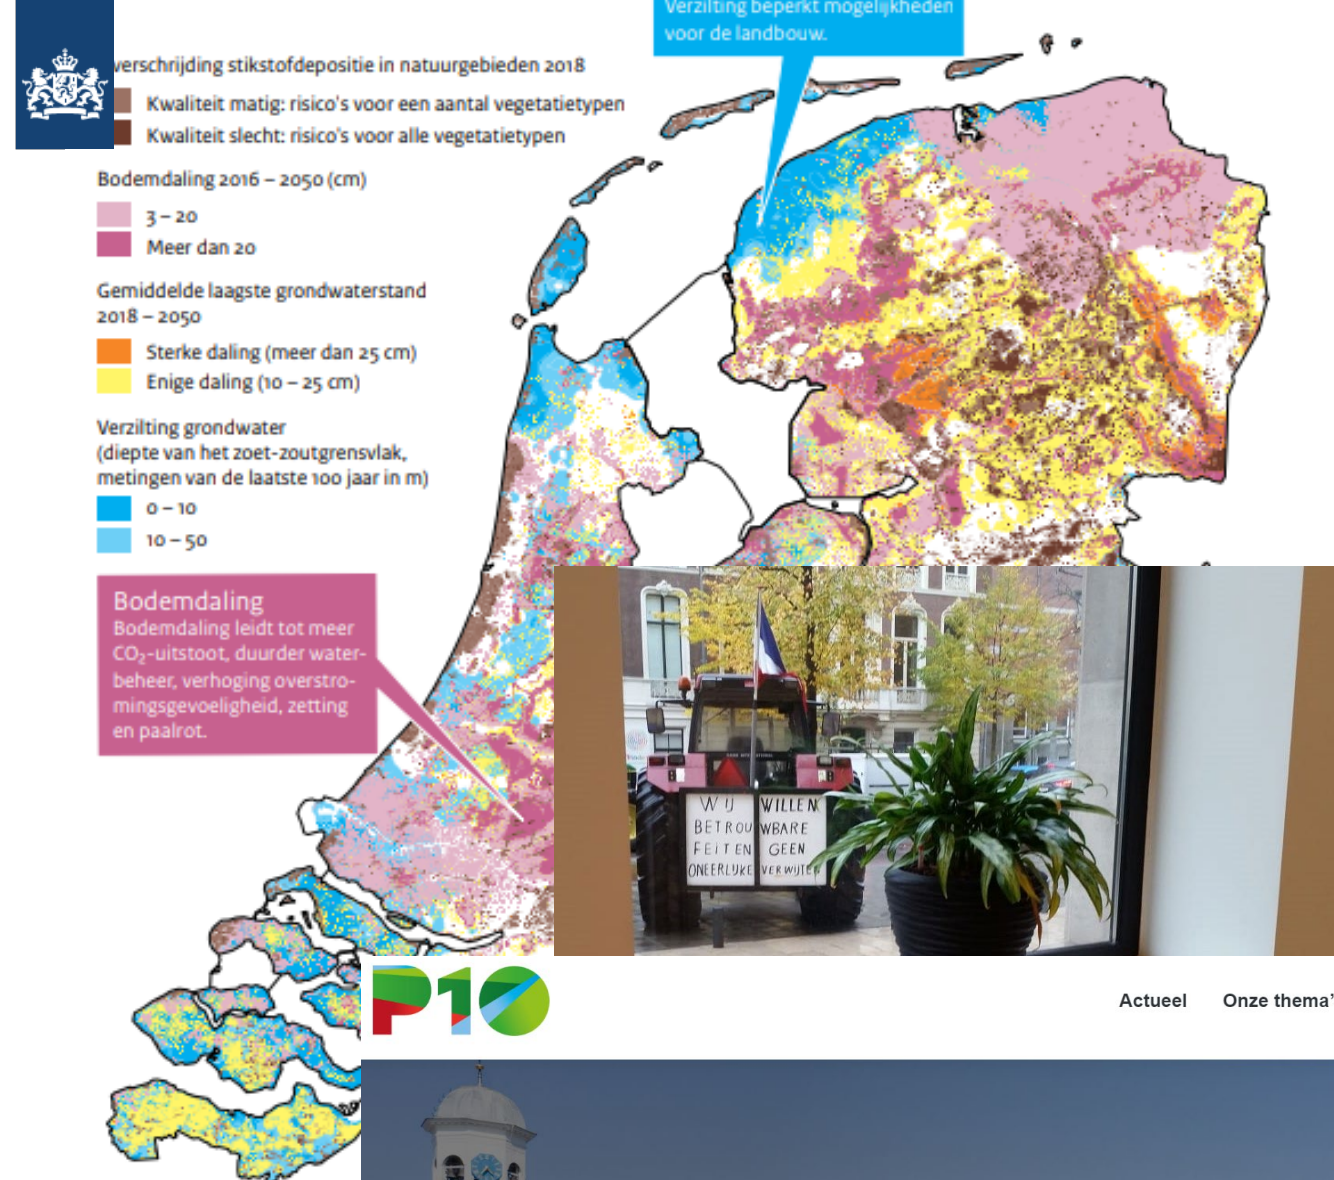 Verzilting beperkt mogelijkheden
voor de landbouw.
verschrijding stikstofdepositie in natuurgebieden 2018
Kwaliteit matig: risico's voor een aantal vegetatietypen
Kwaliteit slecht: risico's voor alle vegetatietypen
Bodemdaling 2016 – 2050 (cm)
3 – 20
Meer dan 20
Gemiddelde laagste grondwaterstand
2018 – 2050
Sterke daling (meer dan 25 cm)
Enige daling (10 – 25 cm)
Verzilting grondwater
(diepte van het zoet-zoutgrensvlak,
metingen van de laatste 100 jaar in m)
0 – 10
10 – 50
Bodemdaling
Bodemdaling leidt tot meer
CO₂-uitstoot, duurder water-
beheer, verhoging overstro-
mingsgevoeligheid, zetting
en paalrot.
WIJ WILLEN
BETROUWBARE
FEITEN GEEN
ONEERLIJKE VERWIJTEN
P10
Actueel Onze thema’